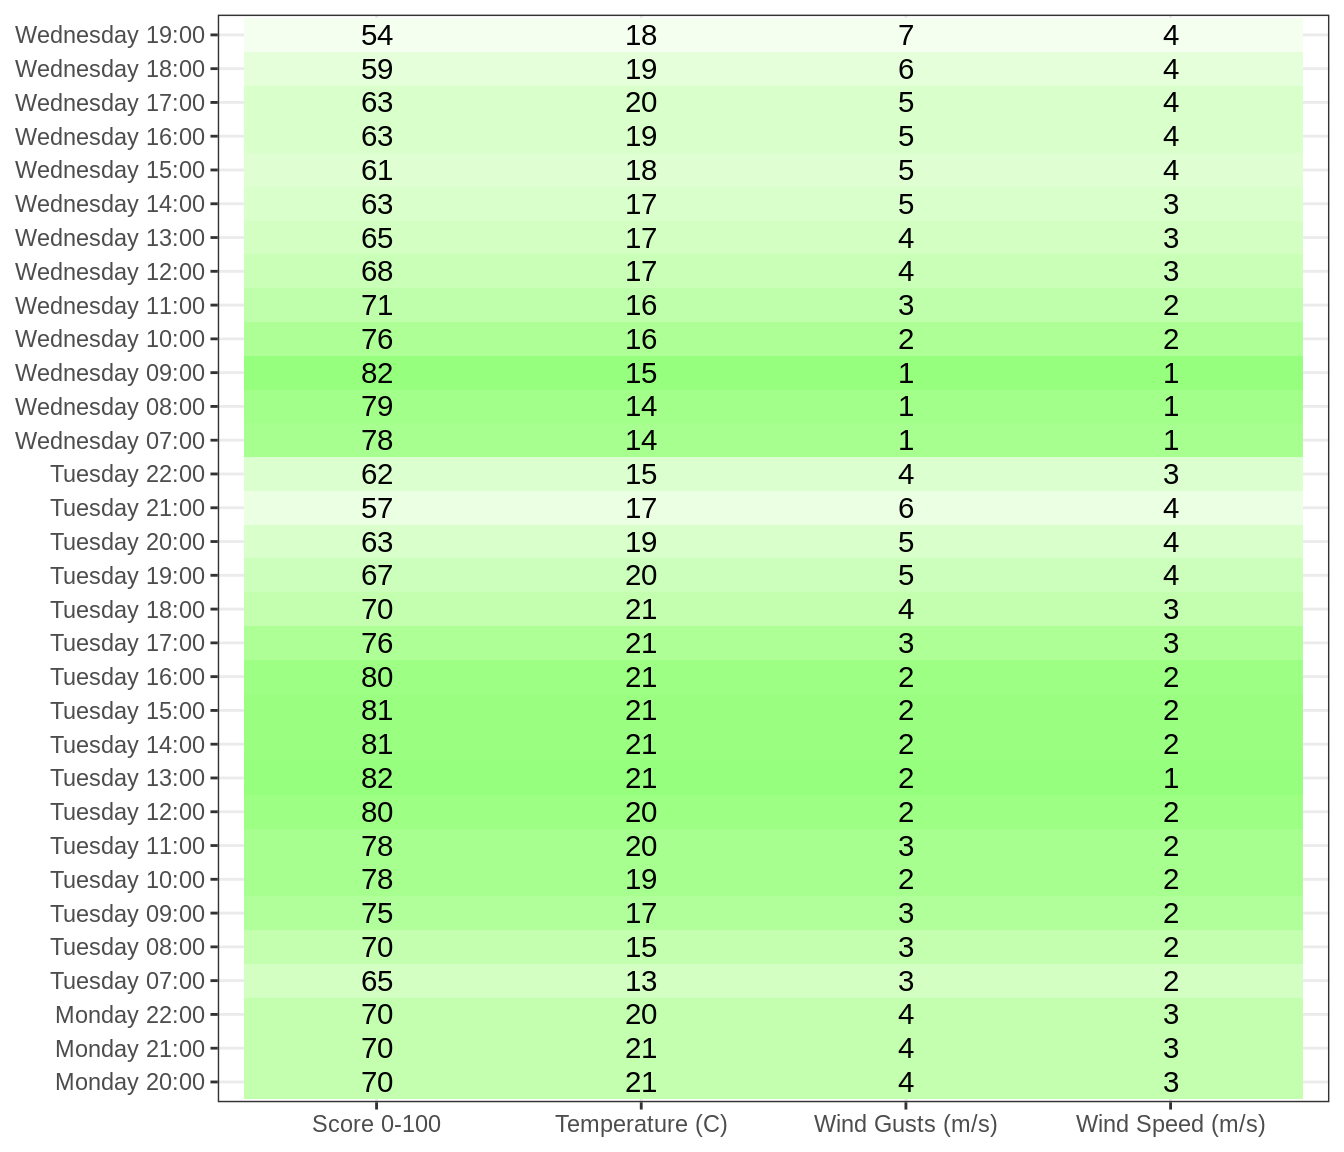 Wednesday 19:00 54 18 7 4
Wednesday 18:00 59 19 6 4
Wednesday 17:00 63 20 5 4
Wednesday 16:00 63 19 5 4
Wednesday 15:00 61 18 5 4
Wednesday 14:00 63 17 5 3
Wednesday 13:00 65 17 4 3
Wednesday 12:00 68 17 4 3
Wednesday 11:00 71 16 3 2
Wednesday 10:00 76 16 2 2
Wednesday 09:00 82 15 1 1
Wednesday 08:00 79 14 1 1
Wednesday 07:00 78 14 1 1
Tuesday 22:00 62 15 4 3
Tuesday 21:00 57 17 6 4
Tuesday 20:00 63 19 5 4
Tuesday 19:00 67 20 5 4
Tuesday 18:00 70 21 4 3
Tuesday 17:00 76 21 3 3
Tuesday 16:00 80 21 2 2
Tuesday 15:00 81 21 2 2
Tuesday 14:00 81 21 2 2
Tuesday 13:00 82 21 2 1
Tuesday 12:00 80 20 2 2
Tuesday 11:00 78 20 3 2
Tuesday 10:00 78 19 2 2
Tuesday 09:00 75 17 3 2
Tuesday 08:00 70 15 3 2
Tuesday 07:00 65 13 3 2
Monday 22:00 70 20 4 3
Monday 21:00 70 21 4 3
Monday 20:00 70 21 4 3
Score 0-100 Temperature (C) Wind Gusts (m/s) Wind Speed (m/s)